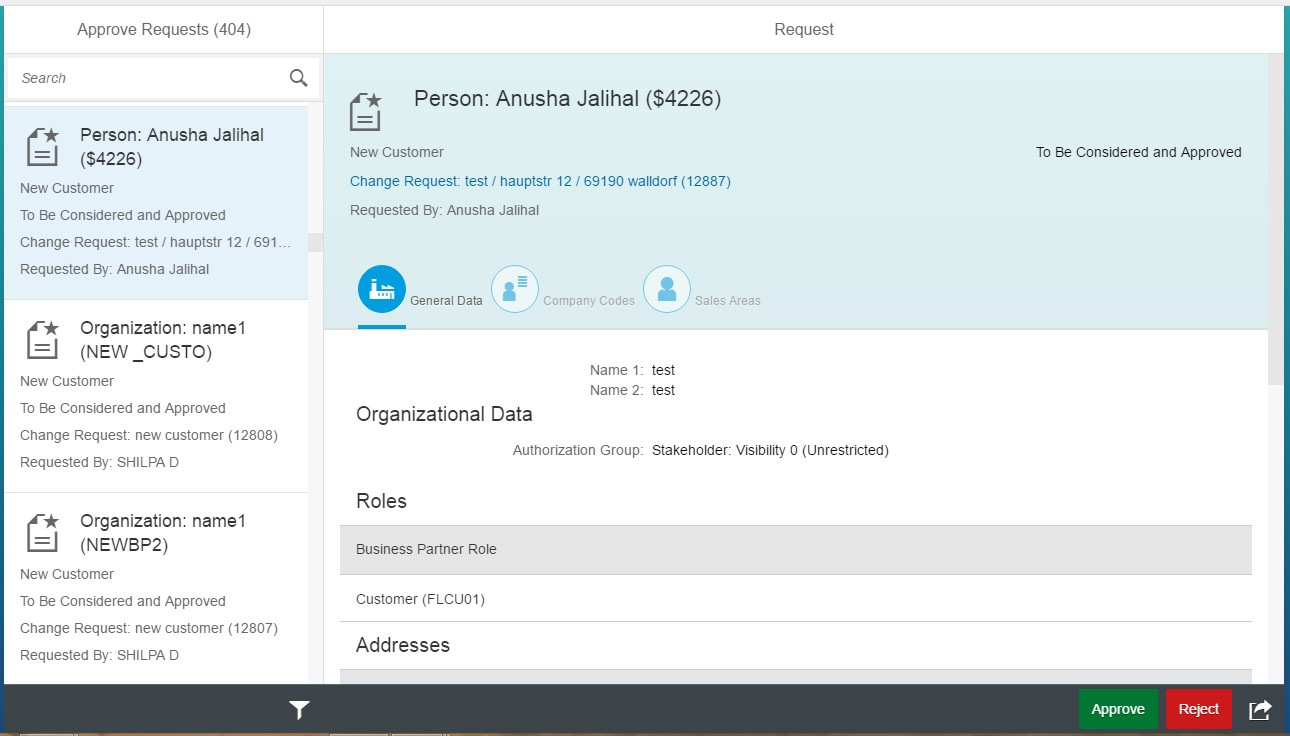 Approve Requests (404)
Search
Person: Anusha Jalihal
($4226)
New Customer
To Be Considered and Approved
Change Request: test / hauptstr 12 / 691...
Requested By: Anusha Jalihal
Organization: name1
(NEW _CUSTO)
New Customer
To Be Considered and Approved
Change Request: new customer (12808)
Requested By: SHILPA D
Organization: name1
(NEWBP2)
New Customer
To Be Considered and Approved
Change Request: new customer (12807)
Requested By: SHILPA D
Request
Person: Anusha Jalihal ($4226)
New Customer To Be Considered and Approved
Change Request: test / hauptstr 12 / 69190 walldorf (12887)
Requested By: Anusha Jalihal
General Data Company Codes Sales Areas
Name 1: test
Name 2: test
Organizational Data
Authorization Group: Stakeholder: Visibility 0 (Unrestricted)
Roles
Business Partner Role
Customer (FLCU01)
Addresses
Approve Reject